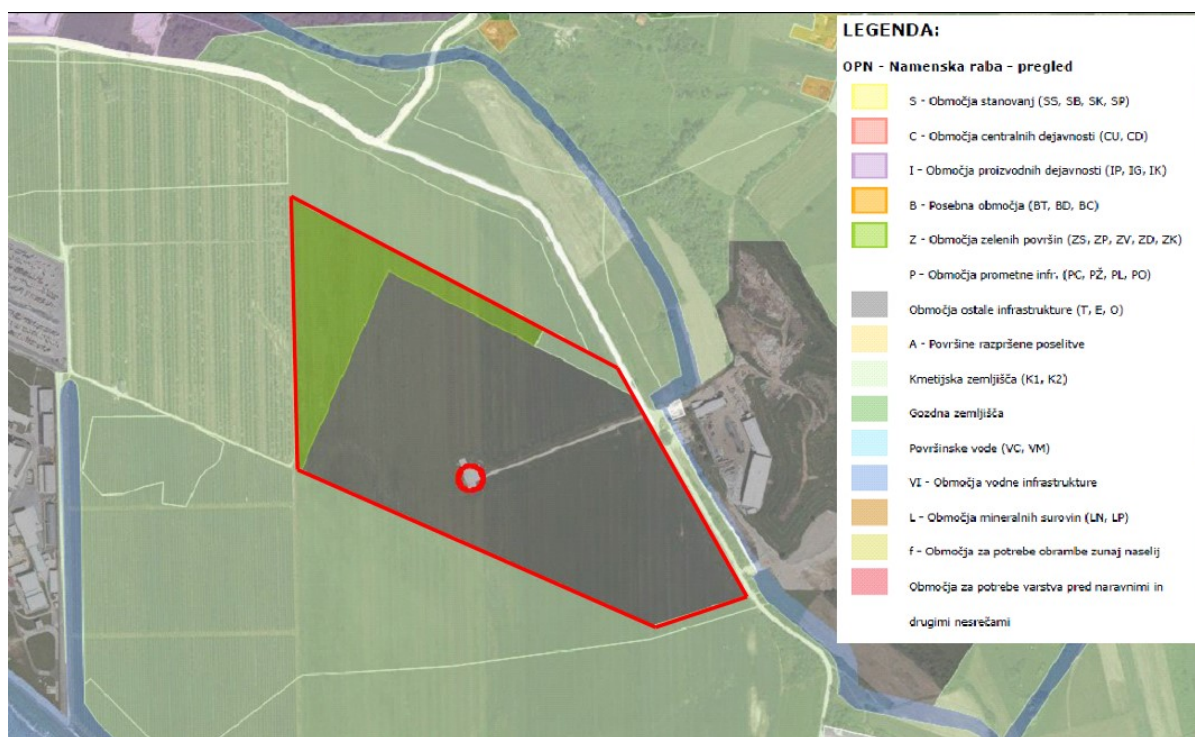 LEGENDA:
OPN - Namenska raba - pregled
S - Območja stanovanj (SS, SB, SK, SP)
C - Območja centralnih dejavnosti (CU, CD)
I - Območja proizvodnih dejavnosti (IP, IG, IK)
B - Posebna območja (BT, BD, BC)
Z - Območja zelenih površin (ZS, ZP, ZV, ZD, ZK)
P - Območja prometne infr. (PC, PŽ, PL, PO)
Območja ostale infrastrukture (T, E, O)
A - Površine razpršene poselitve
Kmetijska zemljišča (K1, K2)
Gozdna zemljišča
Površinske vode (VC, VM)
VI - Območja vodne infrastrukture
L - Območja mineralnih surovin (LN, LP)
f - Območja za potrebe obrambe zunaj naselij
Območja za potrebe varstva pred naravnimi in
drugimi nesrečami